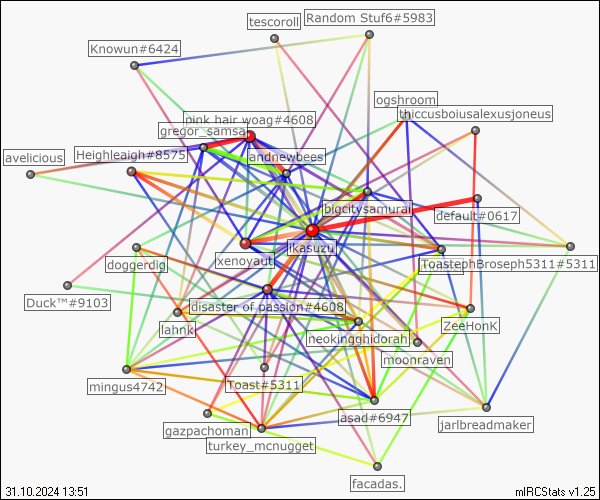 tescoroll
Random Stuf6#5983
Knowun#6424
ogshroom
thiccusboiusalexusjoneus
pink hair woag#4608
gregor_samsa
avelicious
Heighleaigh#8575
andnewbees
bigcitysamurai
default#0617
ikasuzu
xenoyaut
doggerdig
ToastephBroseph5311#5311
Duck™#9103
disaster of passion#4608
lahnk
ZeeHonK
neokingghidorah
moonraven
mingus4742
Toast#5311
asad#6947
jarlbreadmaker
gazpachoman
turkey_mcnugget
facadas.
31.10.2024 13:51
mIRCStats v1.25